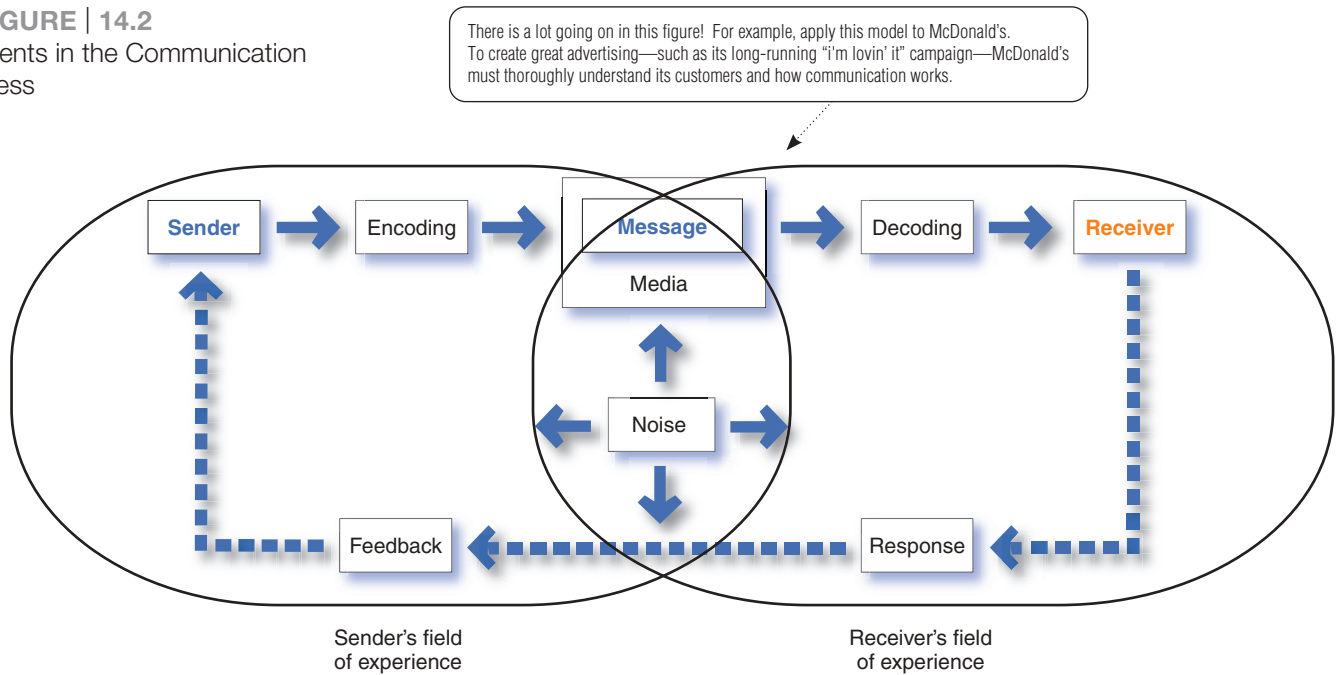 GURE | 14.2
ents in the Communication
ess
There is a lot going on in this figure!  For example, apply this model to McDonald's.
To create great advertising—such as its long-running "i'm lovin' it" campaign—McDonald's
must thoroughly understand its customers and how communication works.
Sender
Encoding
Message
Media
Decoding
Receiver
Noise
Feedback
Response
Sender's field
of experience
Receiver's field
of experience